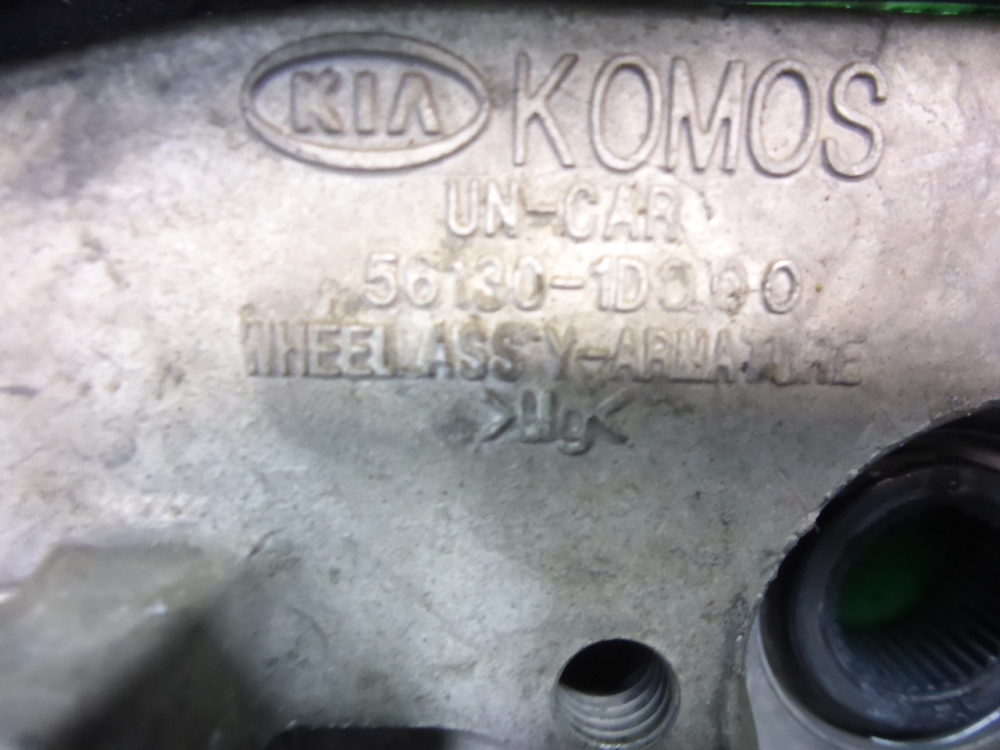 KIA KOMOS
UN-CAR
56130-1D000
WHEEL ASS'Y-ARMATURE
>Mg<